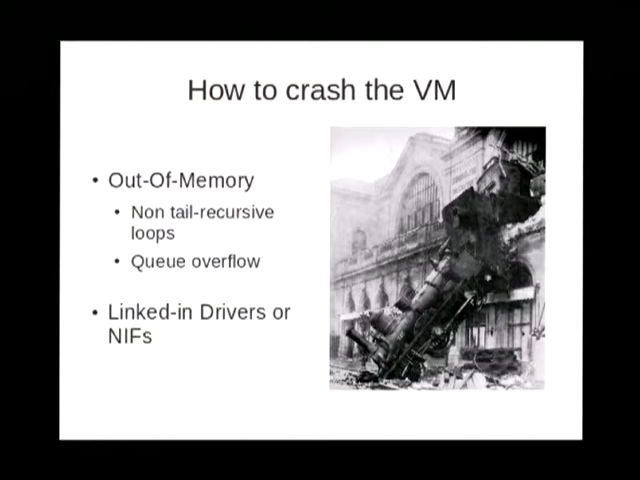 How to crash the VM
• Out-Of-Memory
• Non tail-recursive
loops
• Queue overflow
• Linked-in Drivers or
NIFs